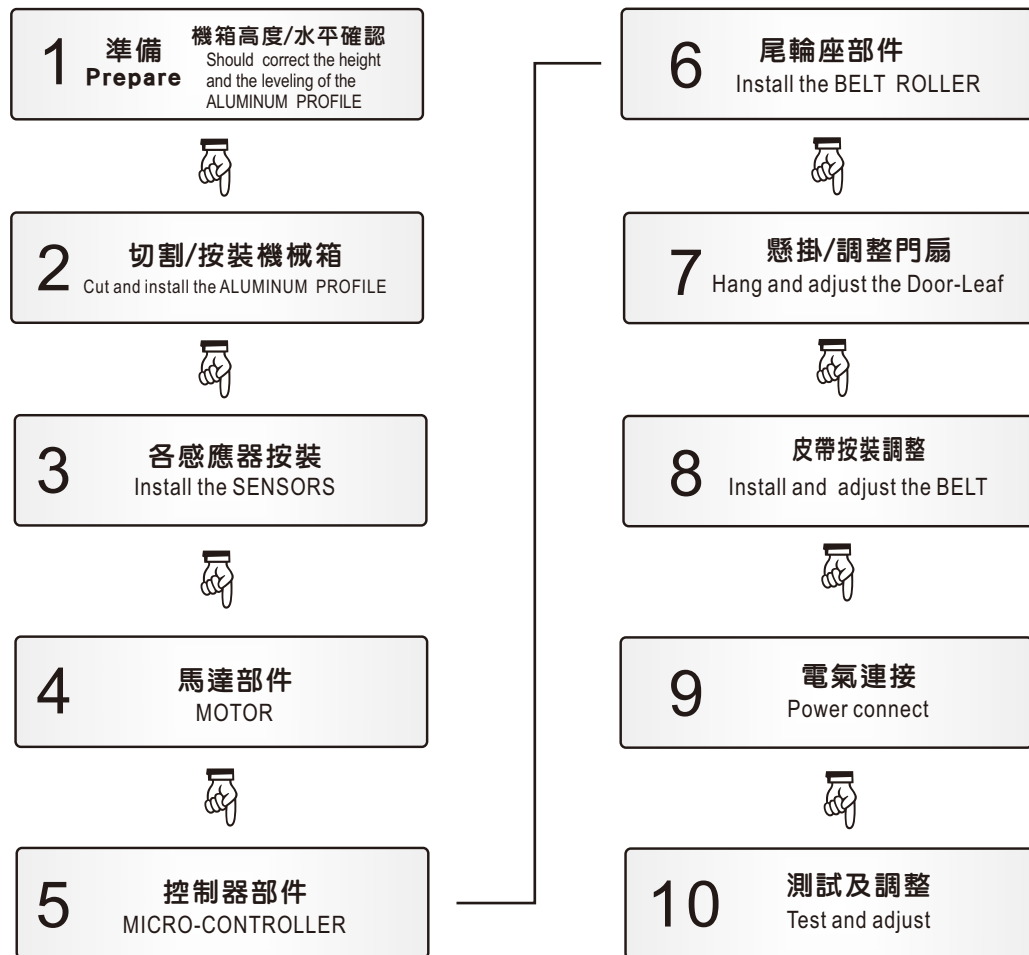 1 準備 機箱高度/水平確認
Prepare Should correct the height
and the leveling of the
ALUMINUM PROFILE
2 切割/按裝機械箱
Cut and install the ALUMINUM PROFILE
3 各感應器按裝
Install the SENSORS
4 馬達部件
MOTOR
5 控制器部件
MICRO-CONTROLLER
6 尾輪座部件
Install the BELT ROLLER
7 懸掛/調整門扇
Hang and adjust the Door-Leaf
8 皮帶按裝調整
Install and adjust the BELT
9 電氣連接
Power connect
10 測試及調整
Test and adjust